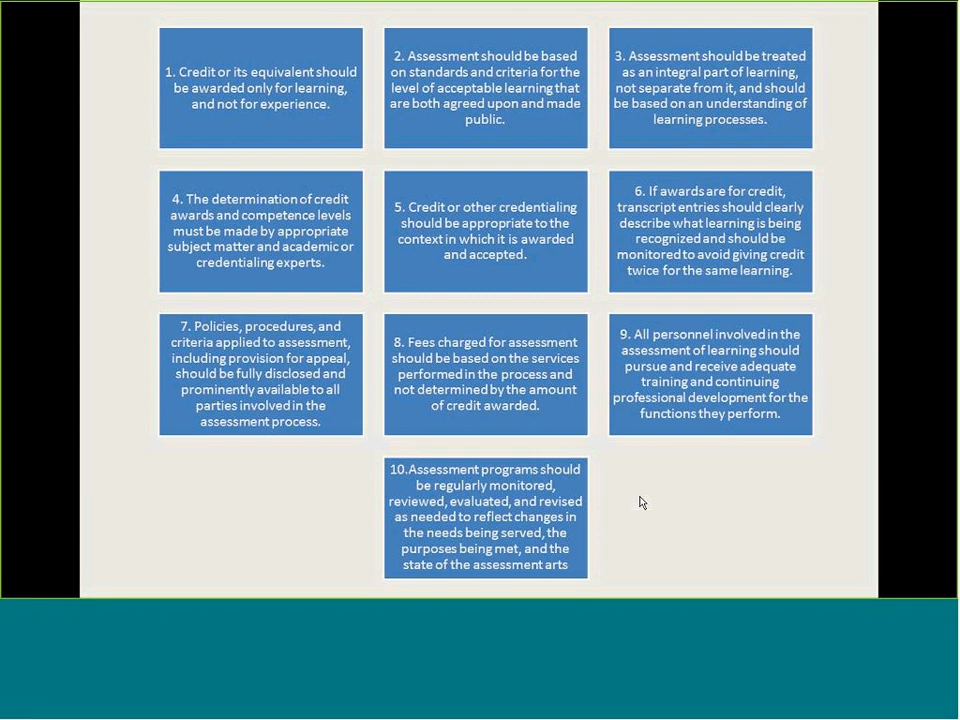 1. Credit or its equivalent should
be awarded only for learning,
and not for experience.
2. Assessment should be based
on standards and criteria for the
level of acceptable learning that
are both agreed upon and made
public.
3. Assessment should be treated
as an integral part of learning,
not separate from it, and should
be based on an understanding of
learning processes.
4. The determination of credit
awards and competence levels
must be made by appropriate
subject matter and academic or
credentialing experts.
5. Credit or other credentialing
should be appropriate to the
context in which it is awarded
and accepted.
6. If awards are for credit,
transcript entries should clearly
describe what learning is being
recognized and should be
monitored to avoid giving credit
twice for the same learning.
7. Policies, procedures, and
criteria applied to assessment,
including provision for appeal,
should be fully disclosed and
prominently available to all
parties involved in the
assessment process.
8. Fees charged for assessment
should be based on the services
performed in the process and
not determined by the amount
of credit awarded.
9. All personnel involved in the
assessment of learning should
pursue and receive adequate
training and continuing
professional development for the
functions they perform.
10.Assessment programs should
be regularly monitored,
reviewed, evaluated, and revised
as needed to reflect changes in
the needs being served, the
purposes being met, and the
state of the assessment arts